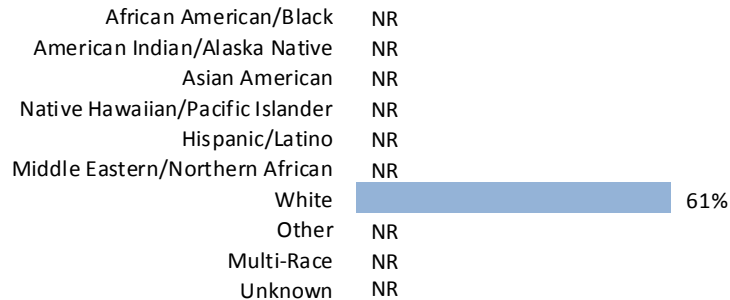 African American/Black NR
American Indian/Alaska Native NR
Asian American NR
Native Hawaiian/Pacific Islander NR
Hispanic/Latino NR
Middle Eastern/Northern African NR
White 61%
Other NR
Multi-Race NR
Unknown NR